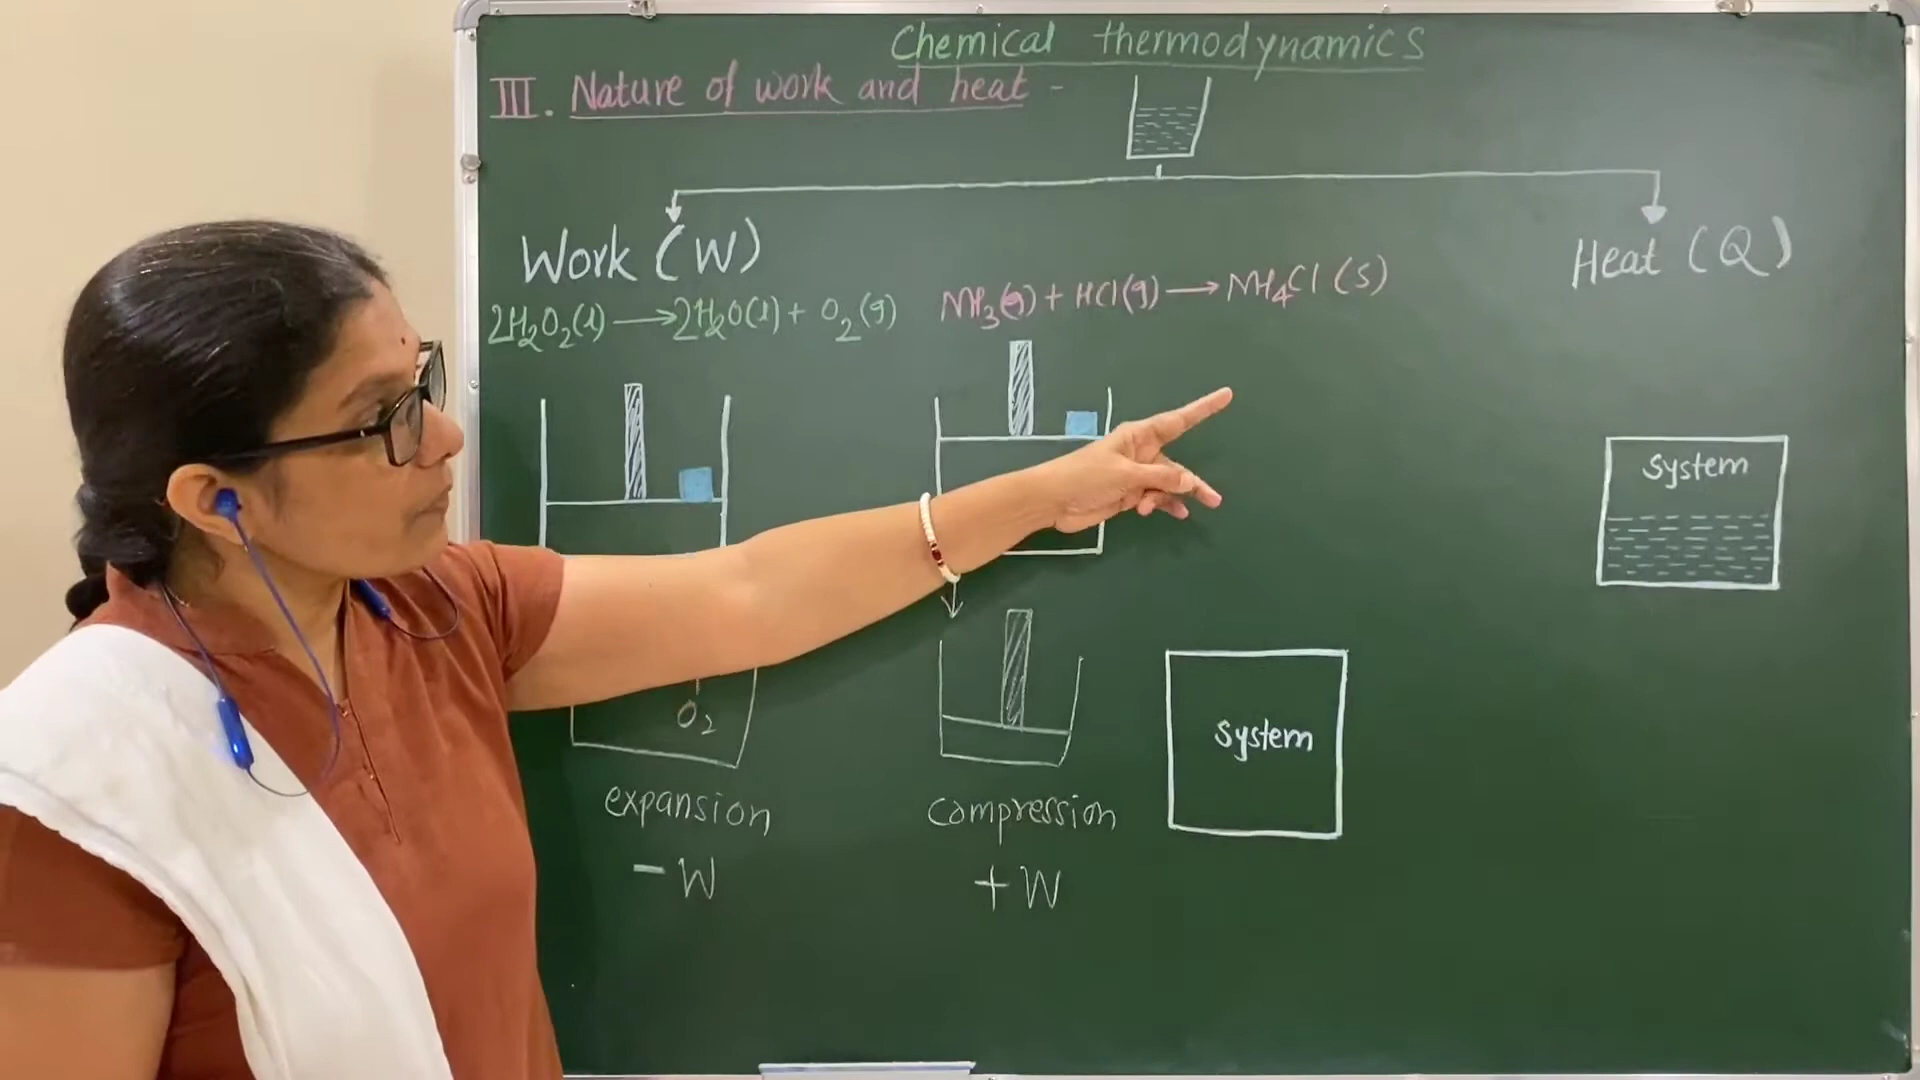 Chemical thermodynamics
III. Nature of work and heat -
Work (W)
Heat (Q)
2H2O2(l) → 2H2O(l) + O2(g)
NH3(g) + HCl(g) → NH4Cl (s)
System
O2
System
expansion
compression
- W
+ W